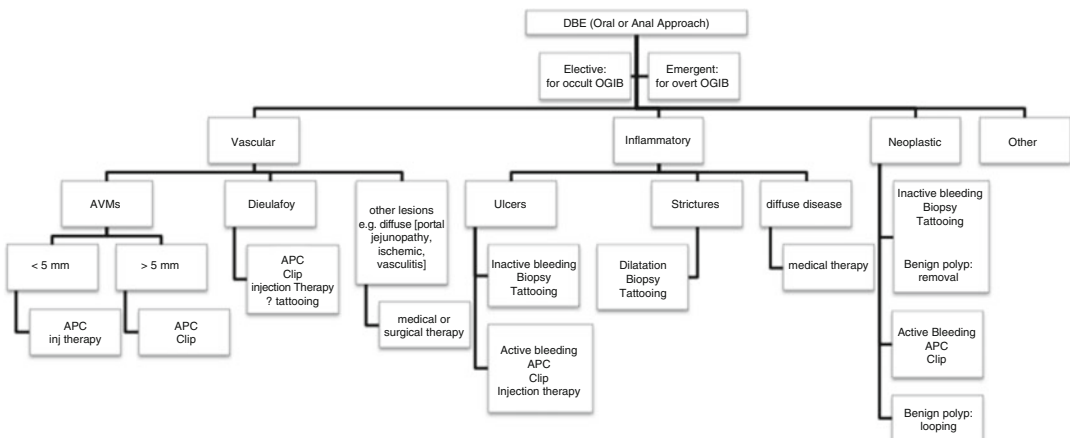 DBE (Oral or Anal Approach)
Elective:
for occult OGIB
Emergent:
for overt OGIB
Vascular
Inflammatory
Neoplastic
Other
AVMs
Dieulafoy
other lesions
e.g. diffuse [portal
jejunopathy,
ischemic,
vasculitis]
Ulcers
Strictures
diffuse disease
Inactive bleeding
Biopsy
Tattooing
Benign polyp:
removal
< 5 mm
> 5 mm
APC
Clip
injection Therapy
? tattooing
Inactive bleeding
Biopsy
Tattooing
Dilatation
Biopsy
Tattooing
medical therapy
APC
inj therapy
APC
Clip
medical or
surgical therapy
Active bleeding
APC
Clip
Injection therapy
Active Bleeding
APC
Clip
Benign polyp:
looping